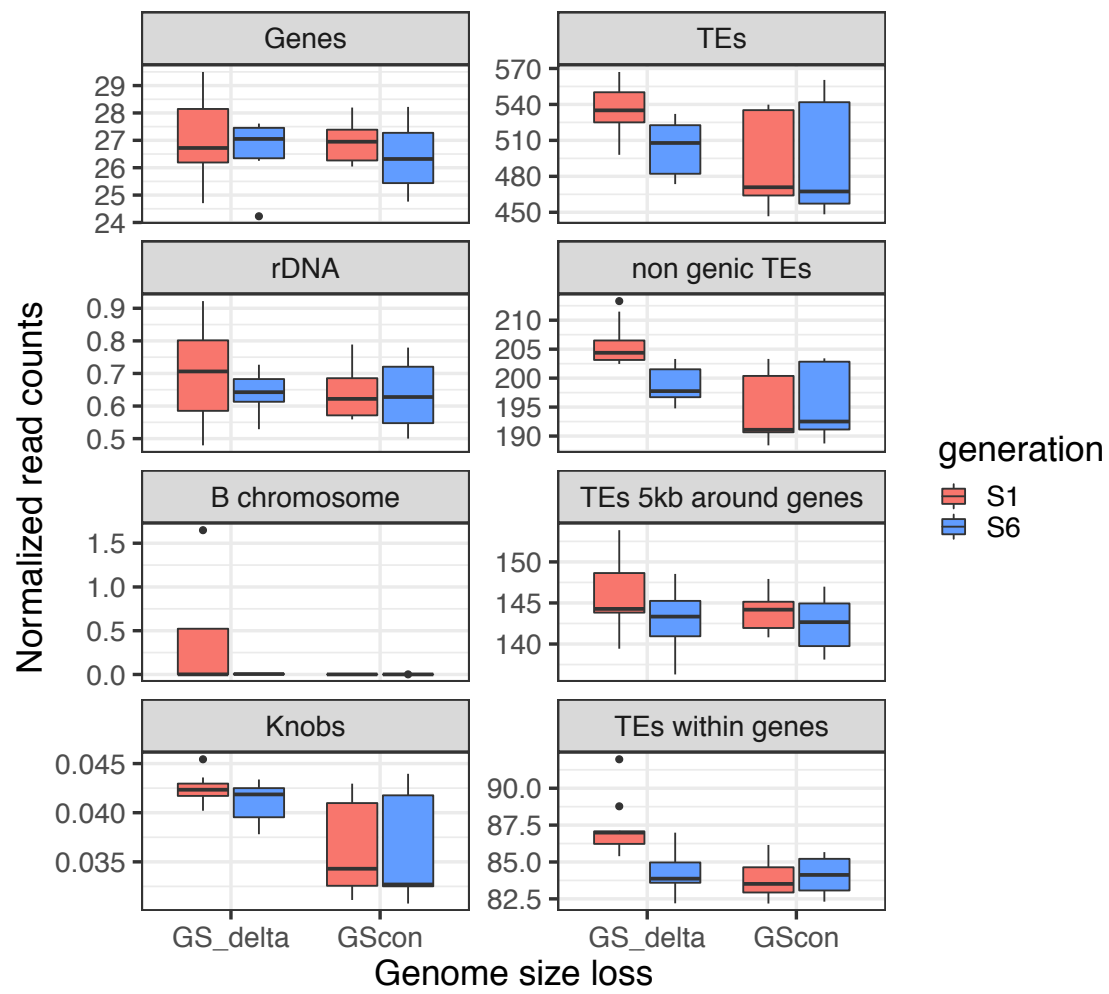 Genes
29
28
27
26
25
24
TEs
570
540
510
480
450
rDNA
0.9
0.8
0.7
0.6
0.5
non genic TEs
210
205
200
195
190
B chromosome
1.5
1.0
0.5
0.0
TEs 5kb around genes
150
145
140
Knobs
0.045
0.040
0.035
TEs within genes
90.0
87.5
85.0
82.5
GS_delta GScon
GS_delta GScon
Genome size loss
Normalized read counts
generation
S1
S6